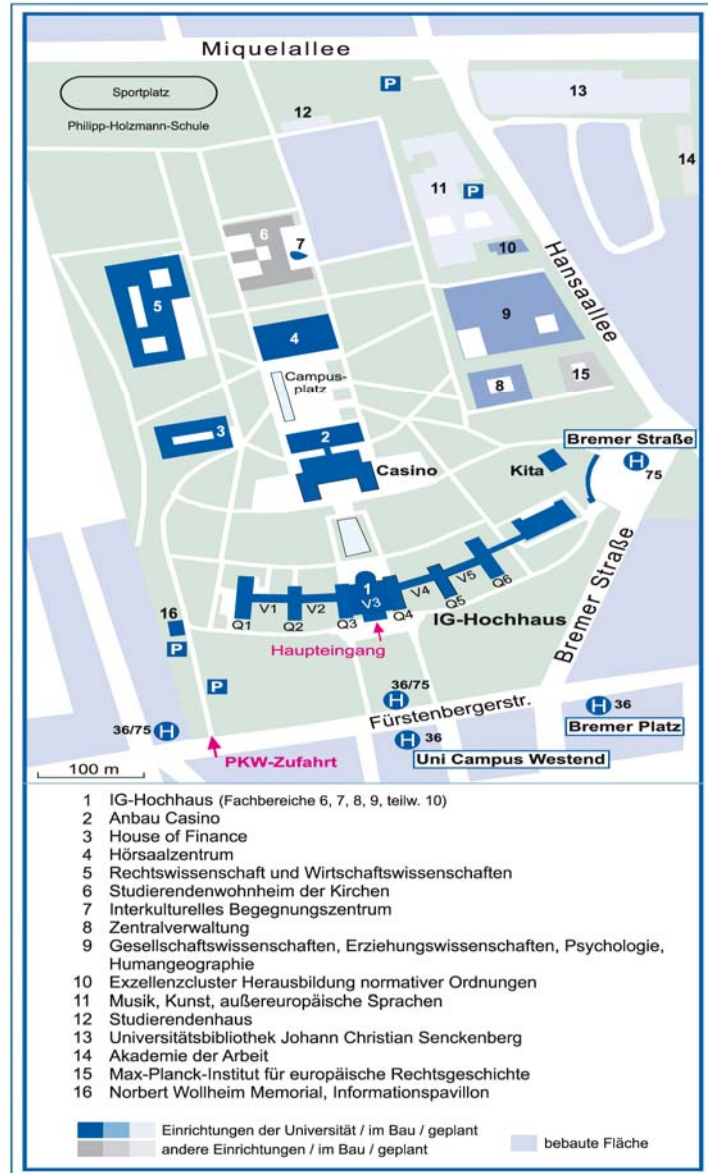 Miquelallee
Sportplatz
Philipp-Holzmann-Schule
P
12
13
14
11
P
6
7
10
Hansaallee
5
4
9
Campus-
platz
8
15
3
2
Casino
Kita
Bremer Straße
H
75
1
Q1
V1
Q2
V2
Q3
V3
Q4
V4
Q5
V5
Q6
IG-Hochhaus
Bremer Straße
16
P
Haupteingang
P
36/75
H
36/75
H
Fürstenbergerstr.
H
36
Bremer Platz
H
36
Uni Campus Westend
PKW-Zufahrt
100 m
1 IG-Hochhaus (Fachbereiche 6, 7, 8, 9, teilw. 10)
2 Anbau Casino
3 House of Finance
4 Hörsaalzentrum
5 Rechtswissenschaft und Wirtschaftswissenschaften
6 Studierendenwohnheim der Kirchen
7 Interkulturelles Begegnungszentrum
8 Zentralverwaltung
9 Gesellschaftswissenschaften, Erziehungswissenschaften, Psychologie,
Humangeographie
10 Exzellenzcluster Herausbildung normativer Ordnungen
11 Musik, Kunst, außereuropäische Sprachen
12 Studierendenhaus
13 Universitätsbibliothek Johann Christian Senckenberg
14 Akademie der Arbeit
15 Max-Planck-Institut für europäische Rechtsgeschichte
16 Norbert Wollheim Memorial, Informationspavillon
Einrichtungen der Universität / im Bau / geplant
andere Einrichtungen / im Bau / geplant
bebaute Fläche